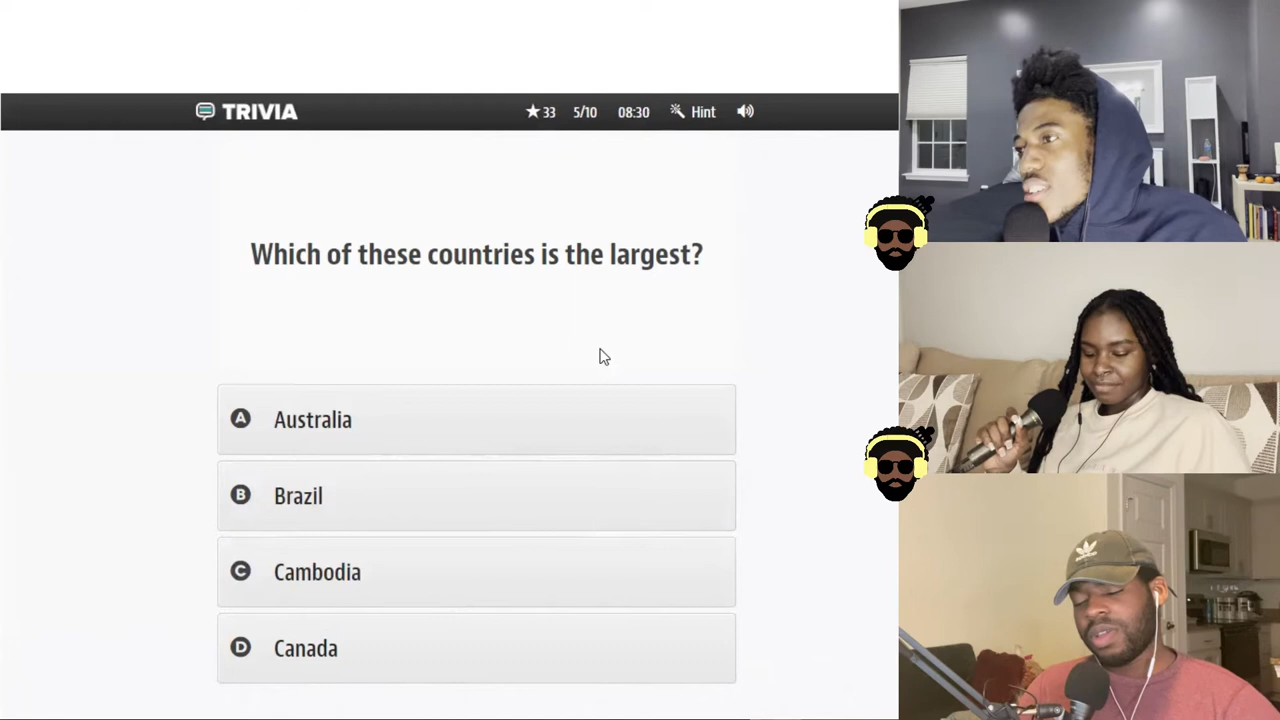 TRIVIA
33
5/10
08:30
Hint
Which of these countries is the largest?
A Australia
B Brazil
C Cambodia
D Canada